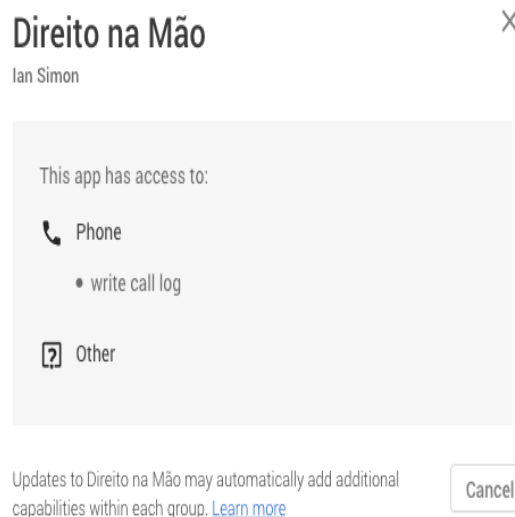 Direito na Mão
Ian Simon
This app has access to:
Phone
• write call log
Other
Updates to Direito na Mão may automatically add additional
capabilities within each group. Learn more
Cancel